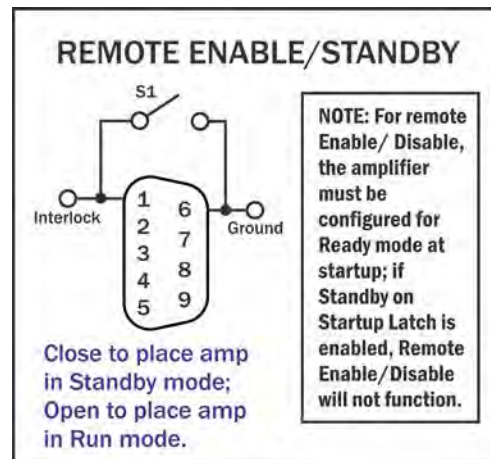 REMOTE ENABLE/STANDBY
S1
Interlock
1
2
3
4
5
6
7
8
9
Ground
Close to place amp
in Standby mode;
Open to place amp
in Run mode.
NOTE: For remote
Enable/ Disable,
the amplifier
must be
configured for
Ready mode at
startup; if
Standby on
Startup Latch is
enabled, Remote
Enable/Disable
will not function.